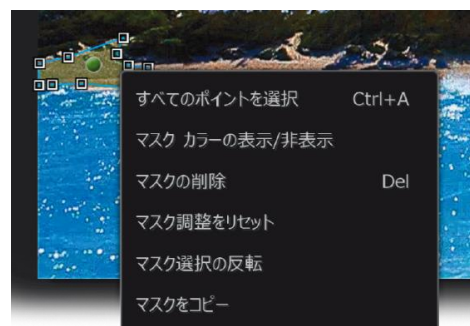 すべてのポイントを選択 Ctrl+A
マスク カラーの表示/非表示
マスクの削除 Del
マスク調整をリセット
マスク選択の反転
マスクをコピー